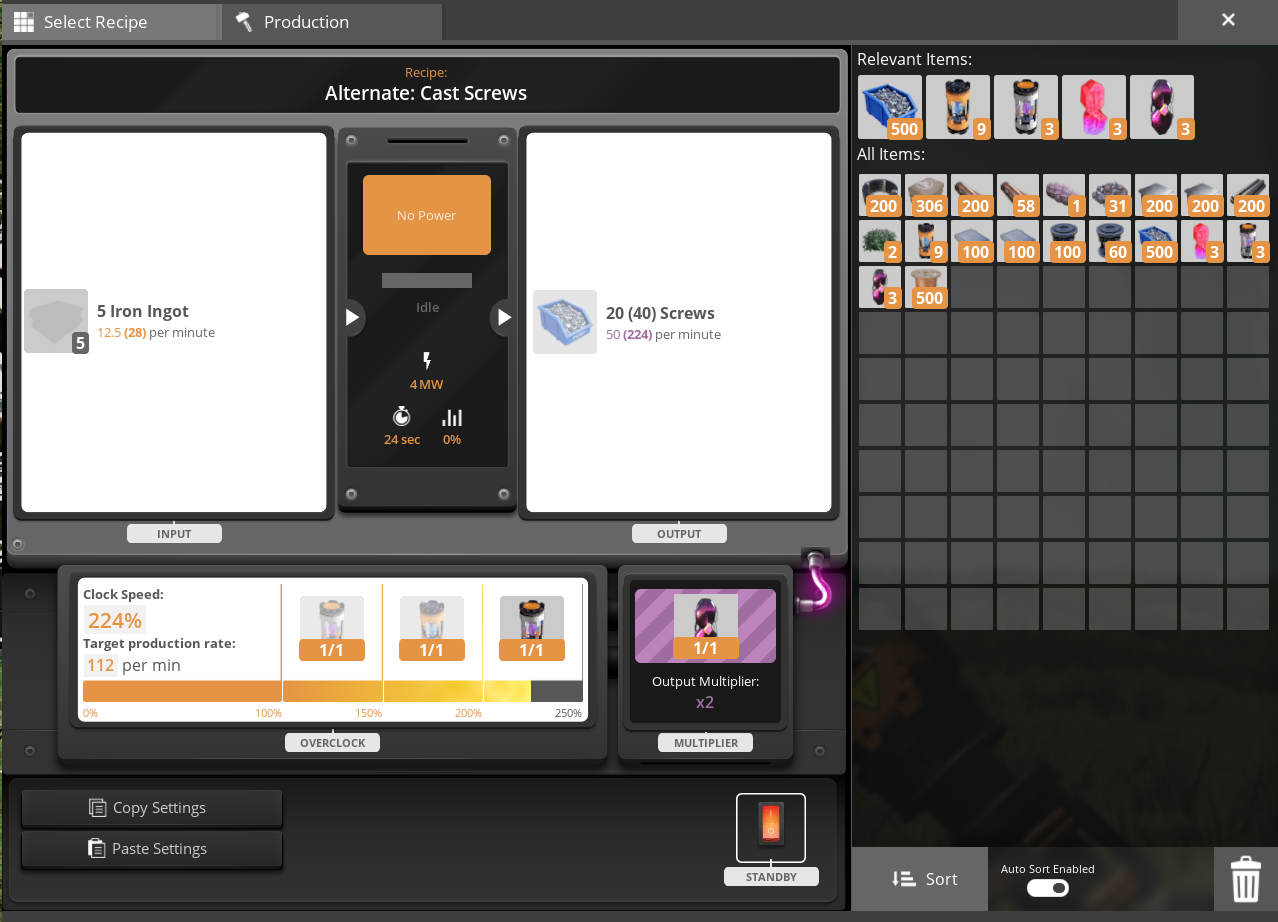 Select Recipe
Production
Recipe:
Alternate: Cast Screws
No Power
Idle
5 Iron Ingot
12.5 (28) per minute
5
20 (40) Screws
50 (224) per minute
4 MW
24 sec
0%
INPUT
OUTPUT
Clock Speed:
224%
Target production rate:
112 per min
1/1
1/1
1/1
0%
100%
150%
200%
250%
OVERCLOCK
1/1
Output Multiplier:
x2
MULTIPLIER
Copy Settings
Paste Settings
STANDBY
Relevant Items:
500 9 3 3 3
All Items:
200 306 200 58 1 31 200 200 200
2 9 100 100 100 60 500 3 3
3 500
Sort
Auto Sort Enabled